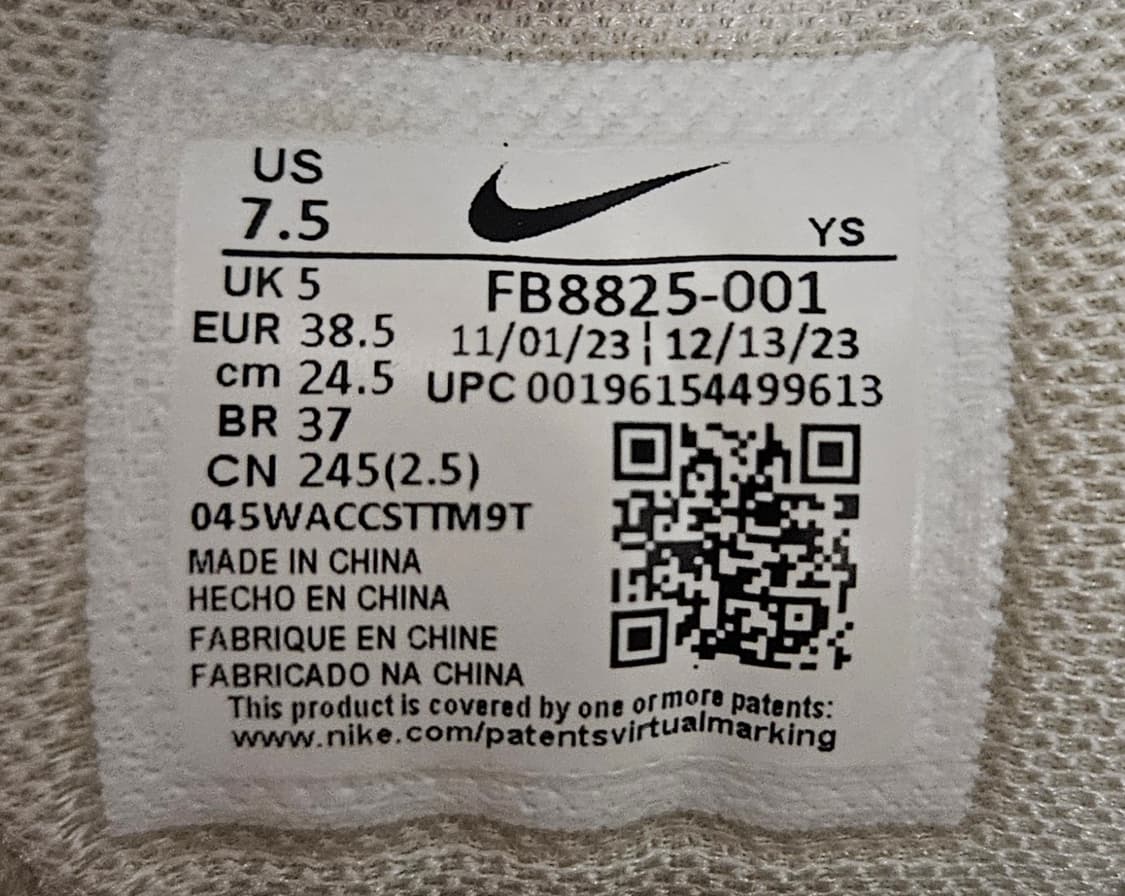 US
7.5
YS
UK 5
EUR 38.5
cm 24.5
BR 37
CN 245(2.5)
FB8825-001
11/01/23 ¦ 12/13/23
UPC 00196154499613
045WACCSTTM9T
MADE IN CHINA
HECHO EN CHINA
FABRIQUE EN CHINE
FABRICADO NA CHINA
This product is covered by one or more patents:
www.nike.com/patentsvirtualmarking